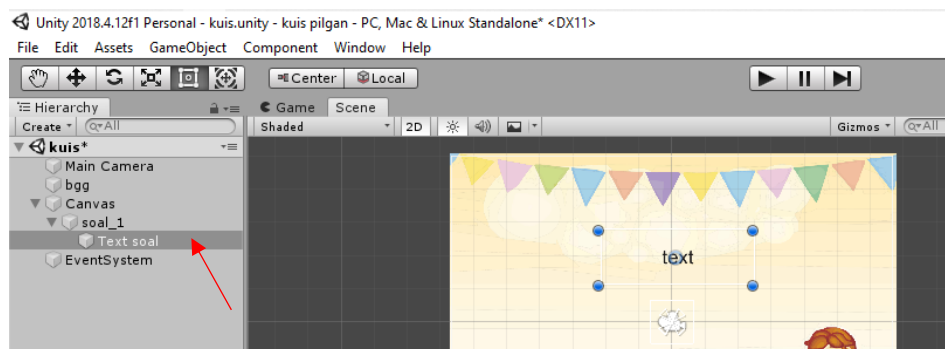 Unity 2018.4.12f1 Personal - kuis.unity - kuis pilgan - PC, Mac & Linux Standalone* <DX11>
File Edit Assets GameObject Component Window Help
Center Local
Hierarchy
Game Scene
Create All
Shaded 2D Gizmos All
kuis*
Main Camera
bgg
Canvas
soal_1
Text soal
EventSystem
text